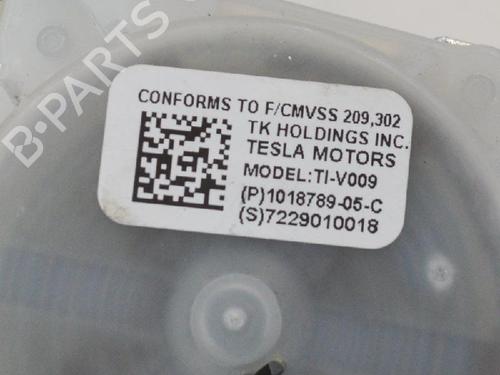 B-PARTS
CONFORMS TO F/CMVSS 209,302
TK HOLDINGS INC.
TESLA MOTORS
MODEL:TI-V009
(P)1018789-05-C
(S)7229010018